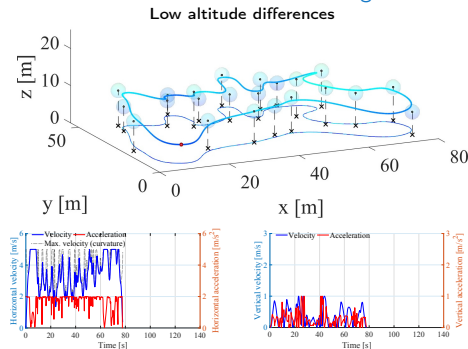 Low altitude differences
20
10
0
z [m]
50
0
y [m]
0
20
40
60
80
x [m]
Velocity Acceleration
Max. velocity (curvature)
Horizontal velocity [m/s]
6
4
2
0
Horizontal acceleration [m/s²]
6
4
2
0
0 20 40 60 80 100 120 140
Time [s]
Velocity Acceleration
Vertical velocity [m/s]
3
2
1
0
Vertical acceleration [m/s²]
3
2
1
0
0 20 40 60 80 100 120 140
Time [s]